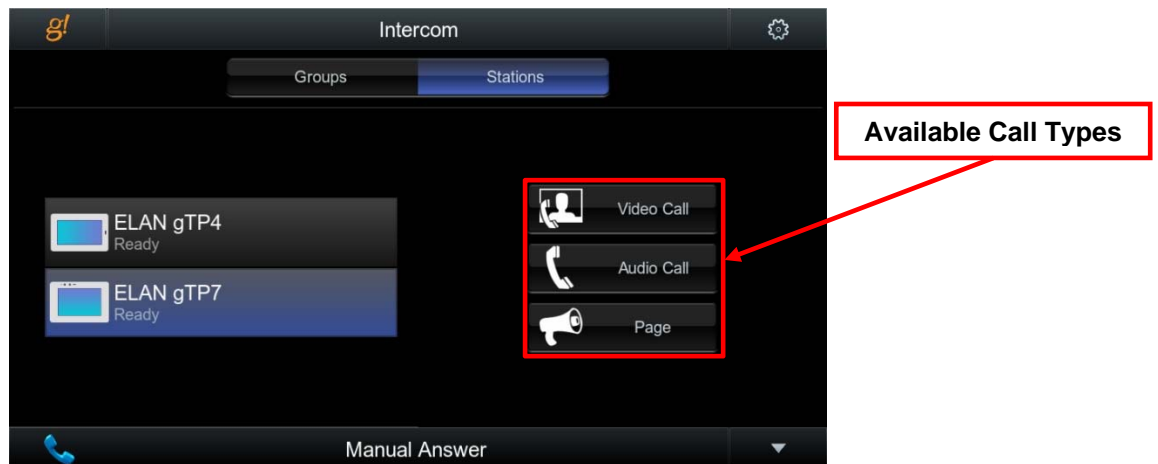 g!
Intercom
Groups
Stations
Available Call Types
ELAN gTP4
Ready
ELAN gTP7
Ready
Video Call
Audio Call
Page
Manual Answer